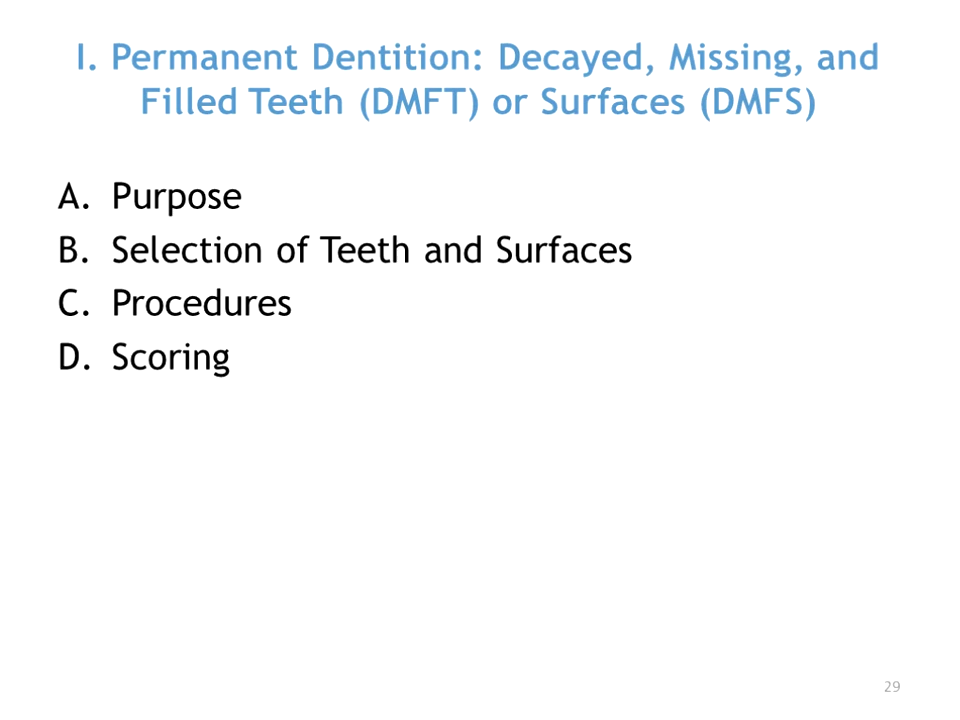 I. Permanent Dentition: Decayed, Missing, and
Filled Teeth (DMFT) or Surfaces (DMFS)
A. Purpose
B. Selection of Teeth and Surfaces
C. Procedures
D. Scoring
29